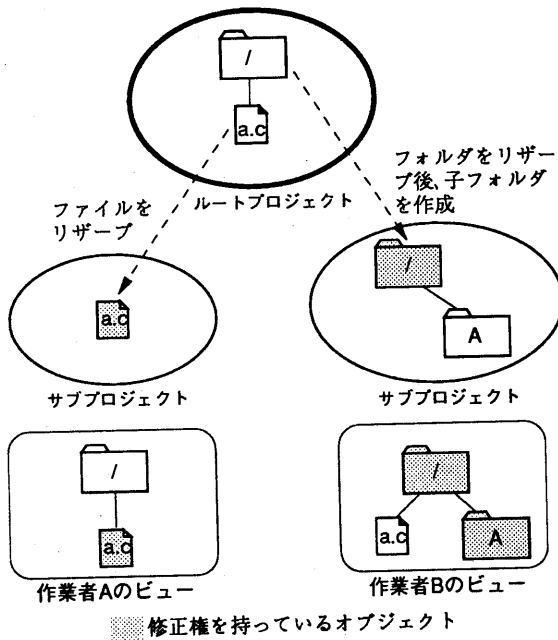 /
a.c
ルートプロジェクト
ファイルを
リザーブ
フォルダをリザー
ブ後、子フォルダ
を作成
a.c
サブプロジェクト
/
A
サブプロジェクト
/
a.c
作業者Aのビュー
/
a.c
A
作業者Bのビュー
修正権を持っているオブジェクト